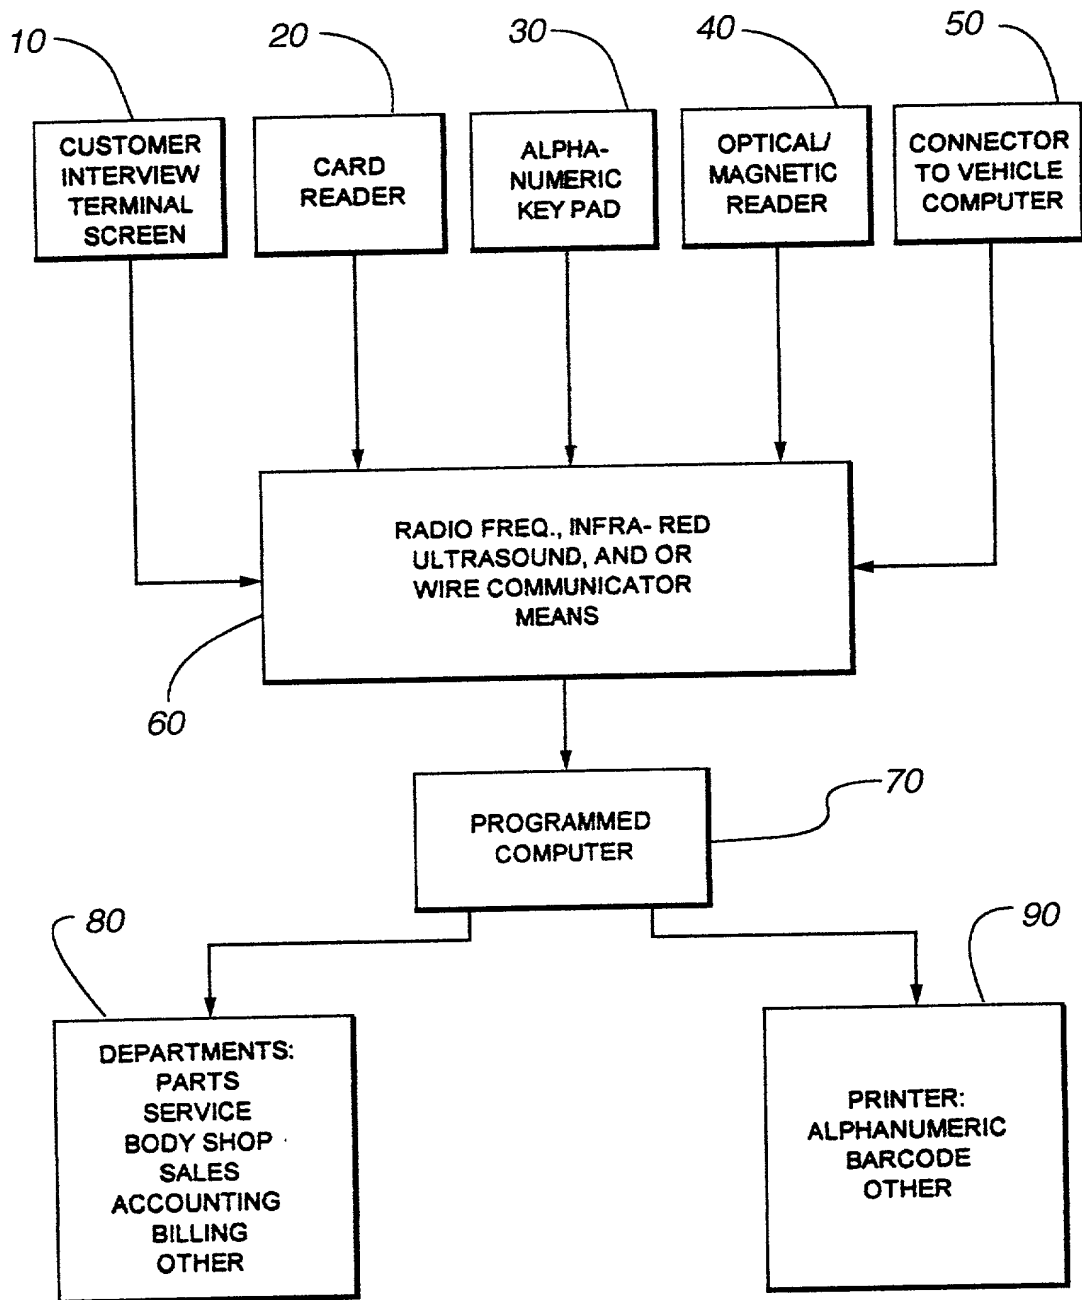 10
20
30
40
50
CUSTOMER
INTERVIEW
TERMINAL
SCREEN
CARD
READER
ALPHA-
NUMERIC
KEY PAD
OPTICAL/
MAGNETIC
READER
CONNECTOR
TO VEHICLE
COMPUTER
RADIO FREQ., INFRA- RED
ULTRASOUND, AND OR
WIRE COMMUNICATOR
MEANS
60
PROGRAMMED
COMPUTER
70
80
DEPARTMENTS:
PARTS
SERVICE
BODY SHOP
SALES
ACCOUNTING
BILLING
OTHER
90
PRINTER:
ALPHANUMERIC
BARCODE
OTHER